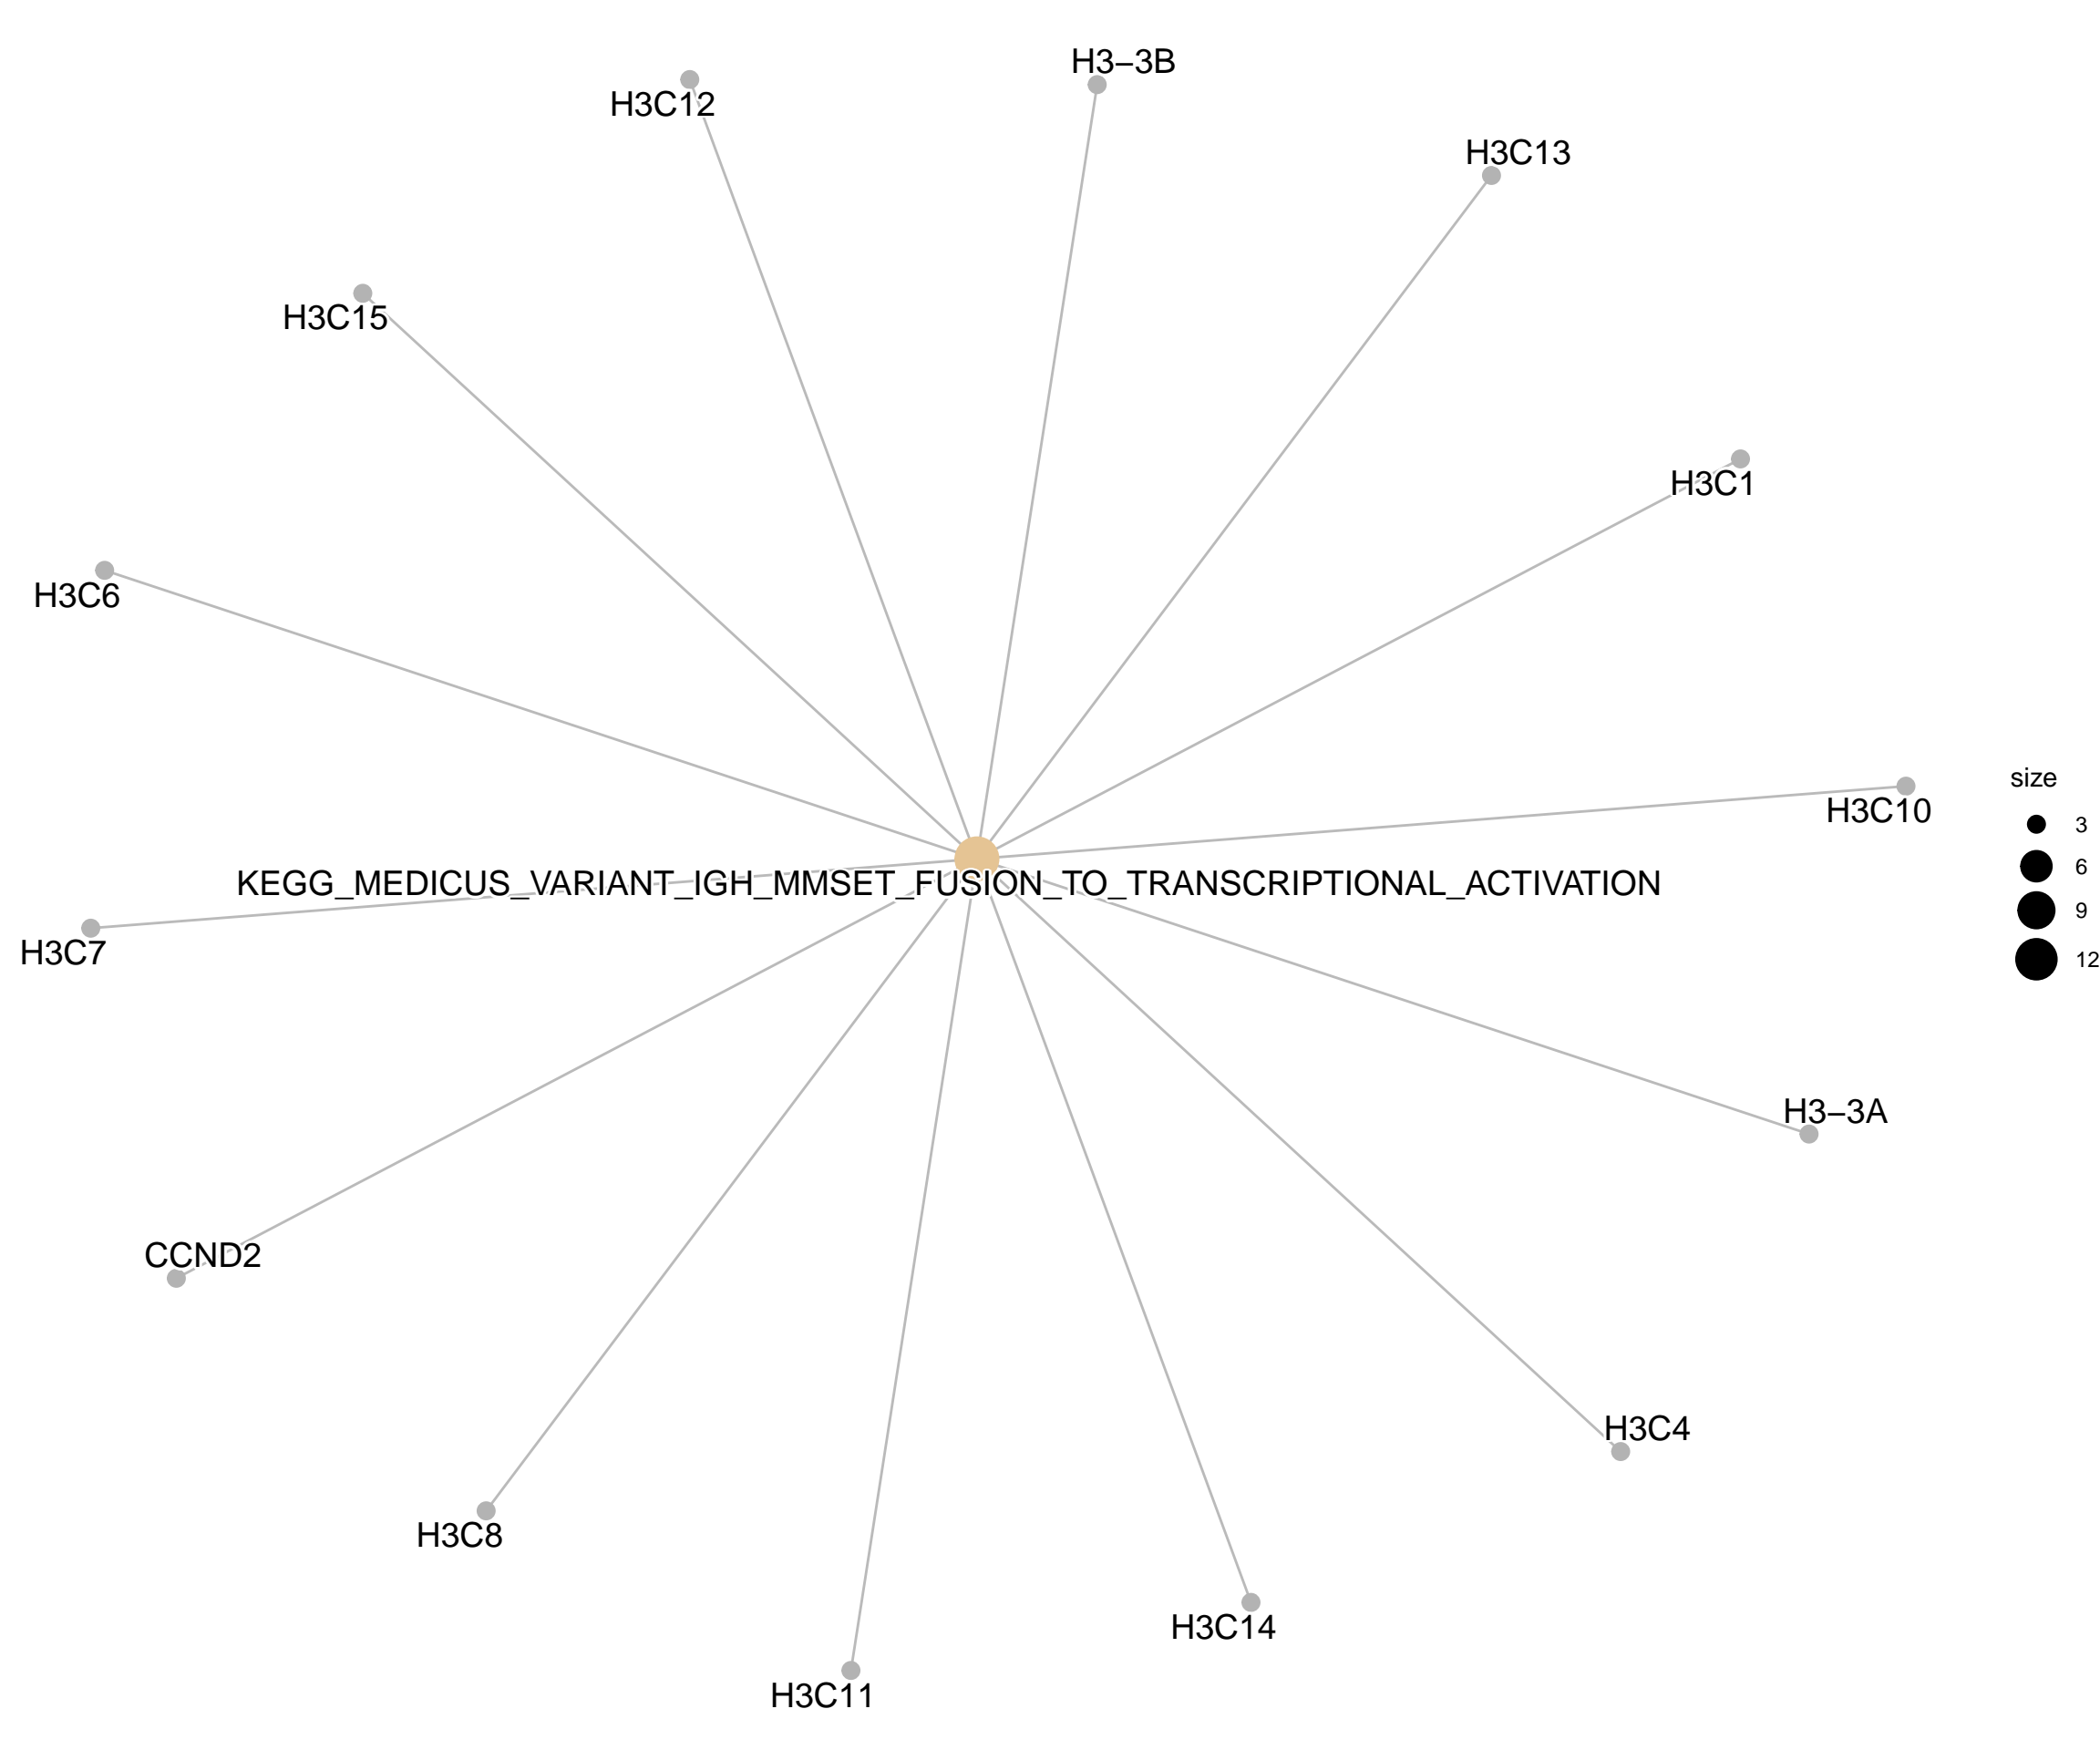 H3–3B
H3C12
H3C13
H3C15
H3C1
H3C6
size
3
H3C10
6
KEGG_MEDICUS_VARIANT_IGH_MMSET_FUSION_TO_TRANSCRIPTIONAL_ACTIVATION
9
H3C7
12
H3–3A
CCND2
H3C4
H3C8
H3C14
H3C11